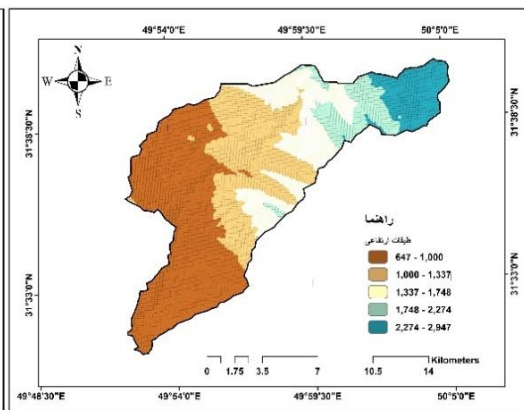 49°54'0"E 49°59'30"E 50°5'0"E
N
W E
S
31°38'30"N 31°38'30"N
راهنما
طبقات ارتفاعی
647 - 1,000
1,000 - 1,337
1,337 - 1,748
1,748 - 2,274
2,274 - 2,947
31°33'0"N 31°33'0"N
Kilometers
0 1.75 3.5 7 10.5 14
49°48'30"E 49°54'0"E 49°59'30"E 50°5'0"E